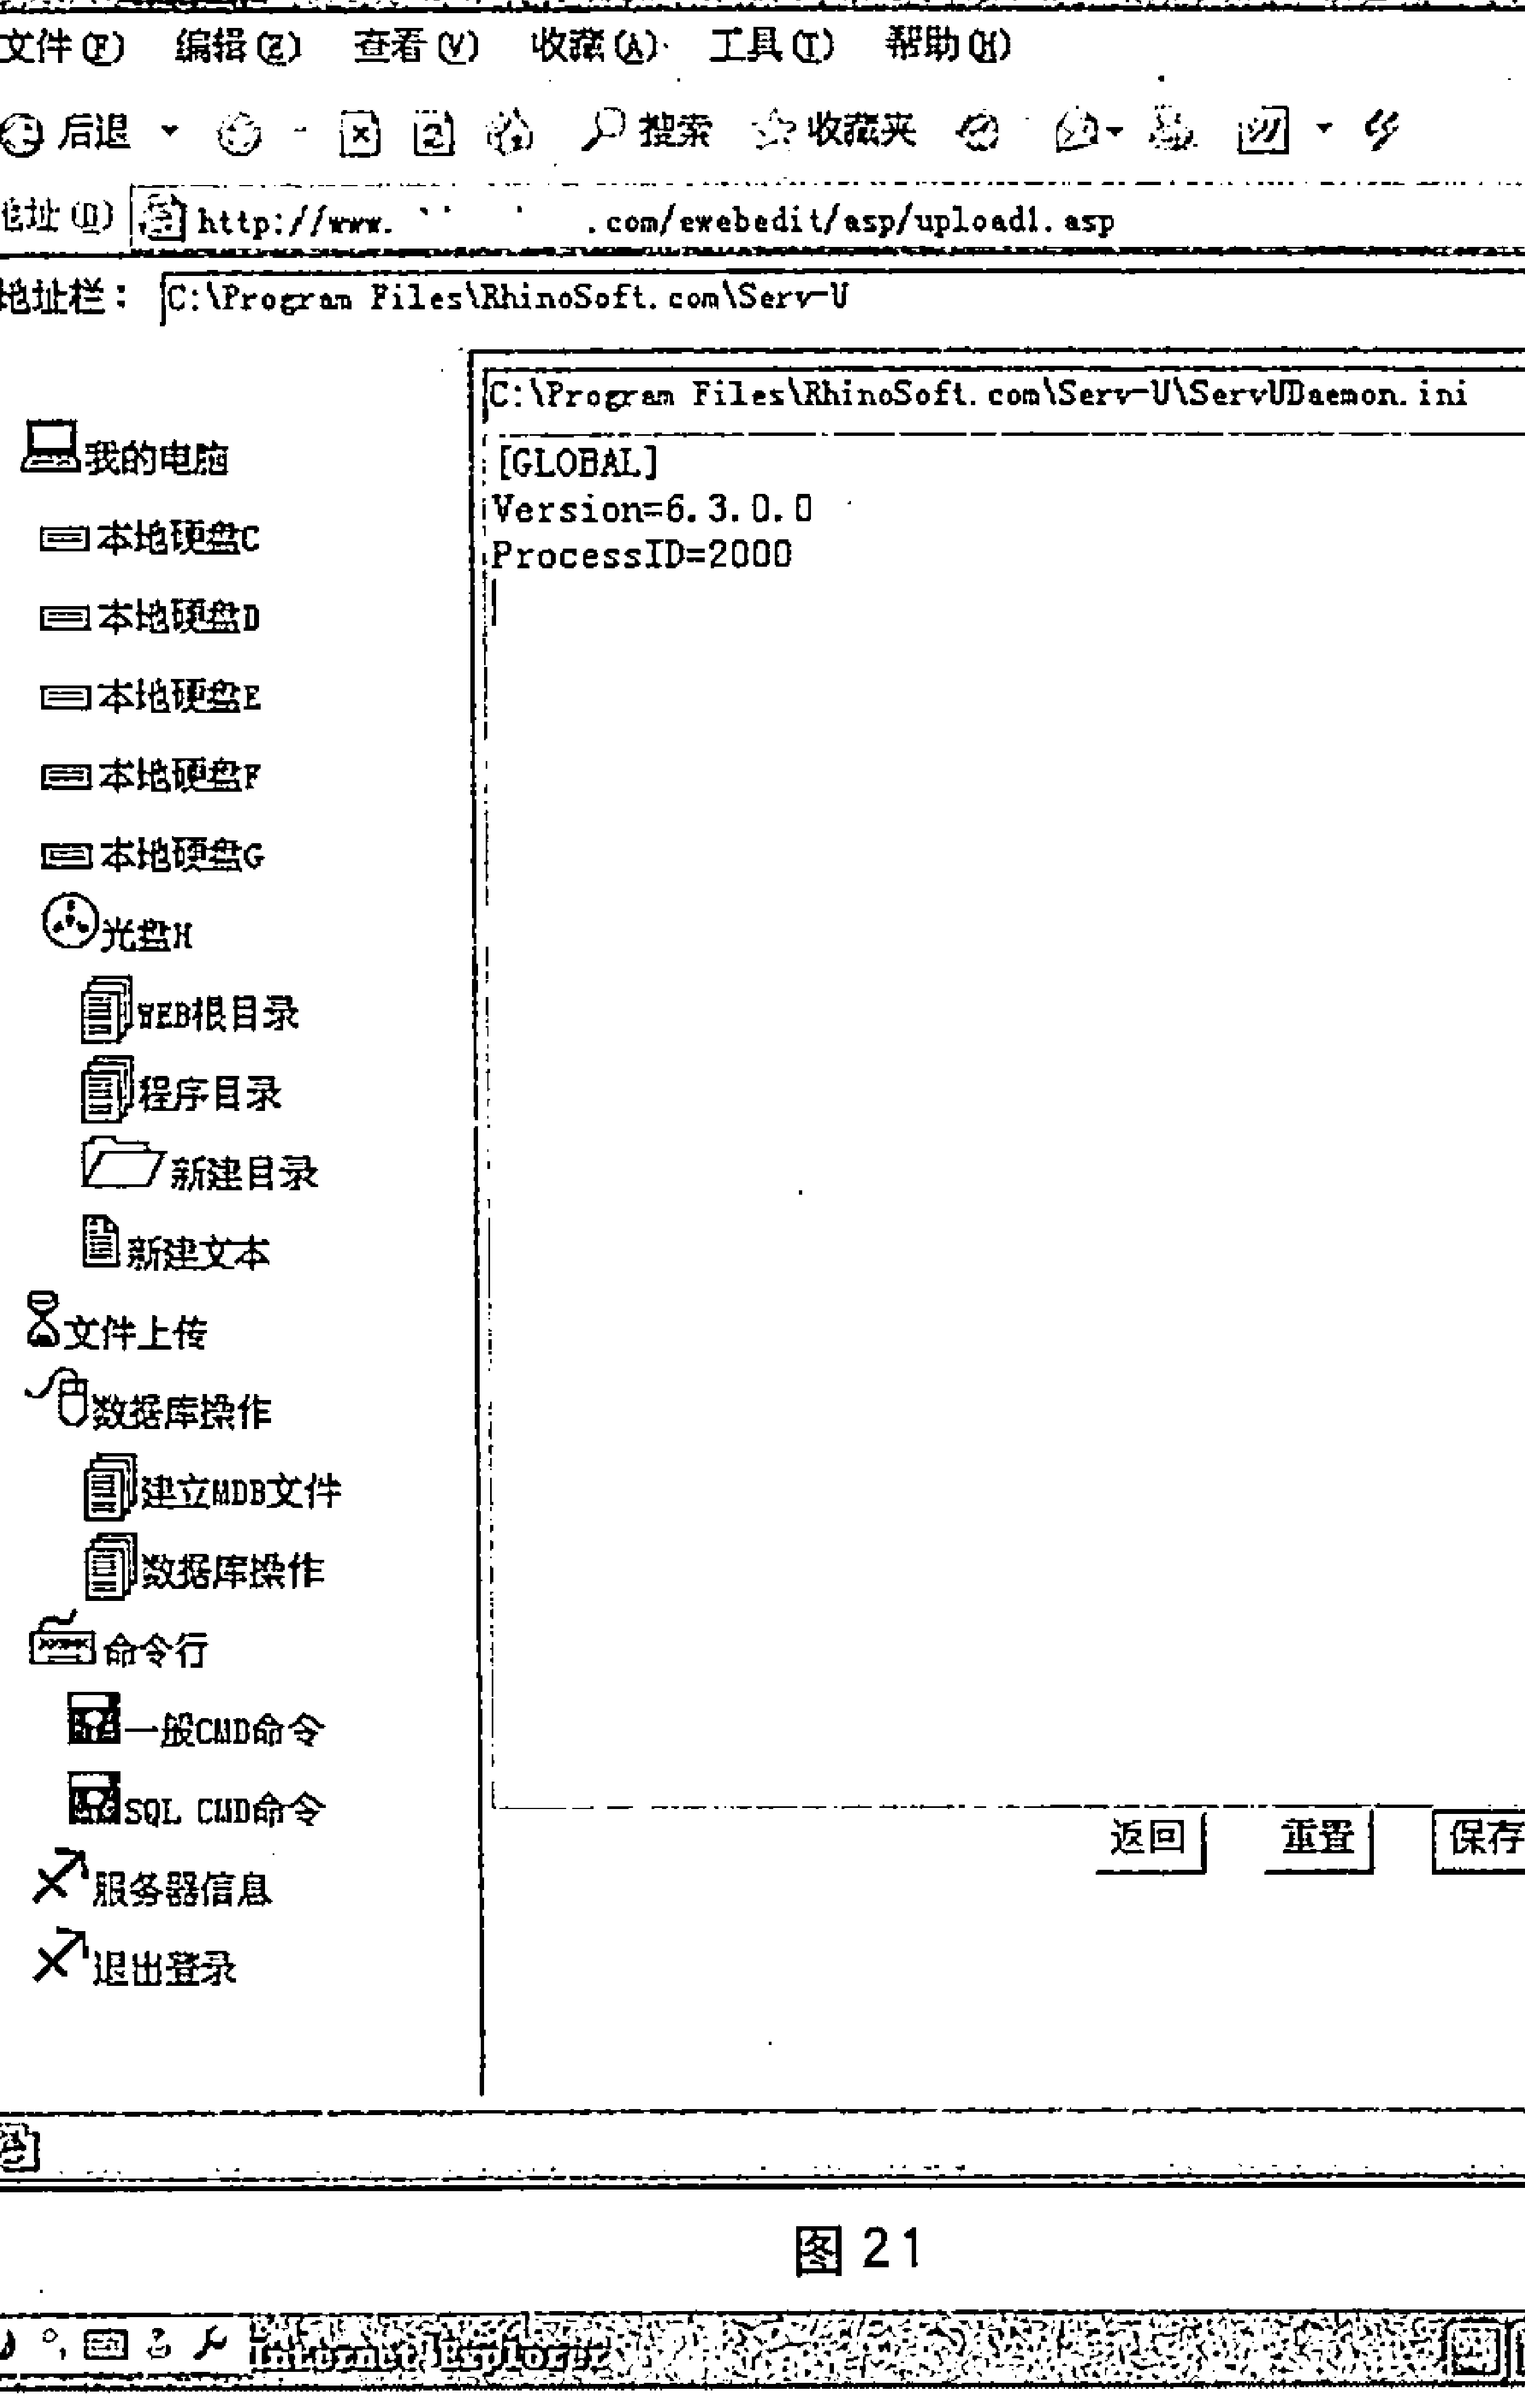 文件(F) 编辑(E) 查看(V) 收藏(A) 工具(T) 帮助(H)
后退 搜索 收藏夹
地址(D) http://www. .com/ewebedit/asp/upload1.asp
地址栏: C:\Program Files\RhinoSoft.com\Serv-U
C:\Program Files\RhinoSoft.com\Serv-U\ServUDaemon.ini
[GLOBAL]
Version=6.3.0.0
ProcessID=2000
我的电脑
本地硬盘C
本地硬盘D
本地硬盘E
本地硬盘F
本地硬盘G
光盘H
WEB根目录
程序目录
新建目录
新建文本
文件上传
数据库操作
建立MDB文件
数据库操作
命令行
一般CMD命令
SQL CMD命令
服务器信息
退出登录
返回 重置 保存
图 21
Internet Explorer